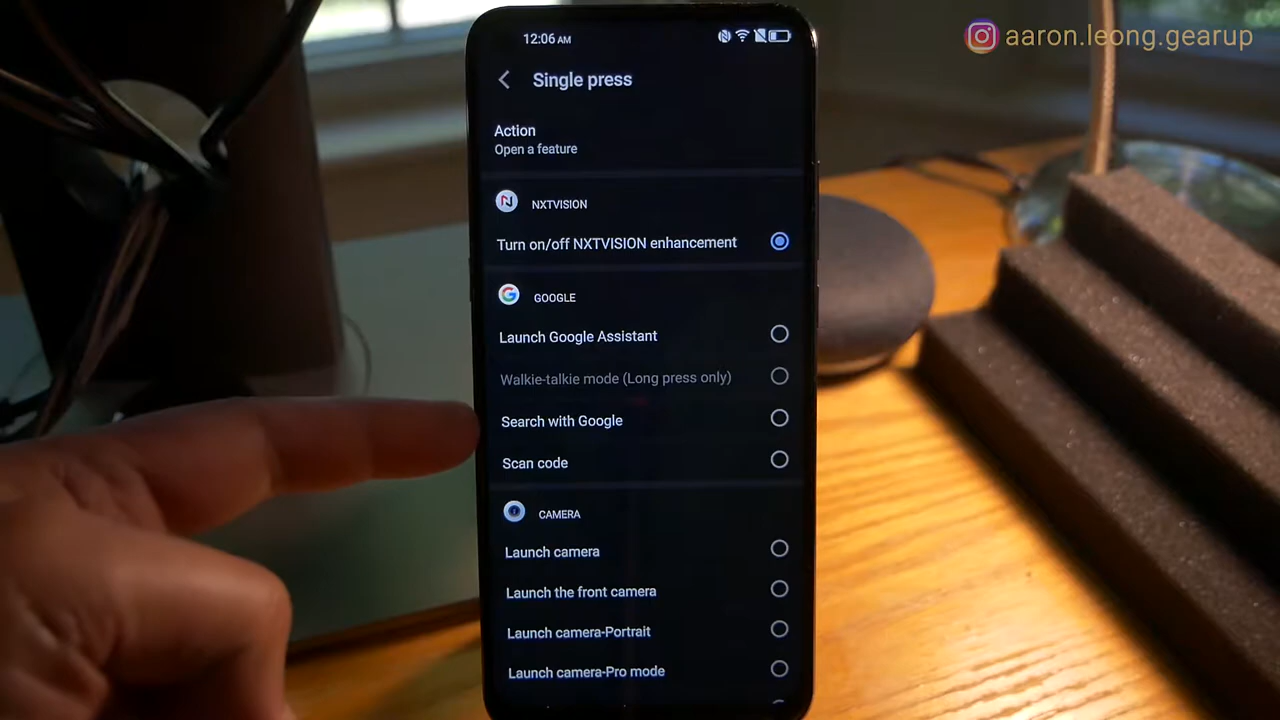 aaron.leong.gearup
12:06 AM
Single press
Action
Open a feature
NXTVISION
Turn on/off NXTVISION enhancement
GOOGLE
Launch Google Assistant
Walkie-talkie mode (Long press only)
Search with Google
Scan code
CAMERA
Launch camera
Launch the front camera
Launch camera-Portrait
Launch camera-Pro mode